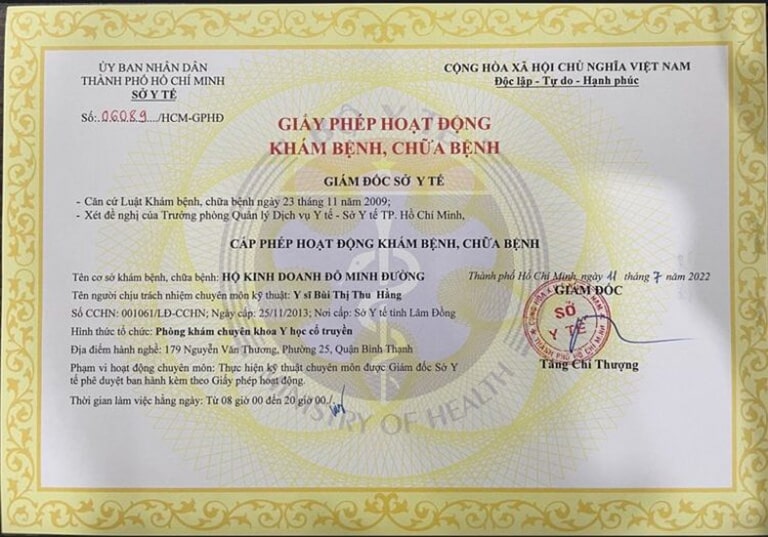 ỦY BAN NHÂN DÂN
THÀNH PHỐ HỒ CHÍ MINH
SỞ Y TẾ
Số: 06089 /HCM-GPHĐ
CỘNG HÒA XÃ HỘI CHỦ NGHĨA VIỆT NAM
Độc lập - Tự do - Hạnh phúc
GIẤY PHÉP HOẠT ĐỘNG
KHÁM BỆNH, CHỮA BỆNH
GIÁM ĐỐC SỞ Y TẾ
- Căn cứ Luật Khám bệnh, chữa bệnh ngày 23 tháng 11 năm 2009;
- Xét đề nghị của Trưởng phòng Quản lý Dịch vụ Y tế - Sở Y tế TP. Hồ Chí Minh,
CẤP PHÉP HOẠT ĐỘNG KHÁM BỆNH, CHỮA BỆNH
Tên cơ sở khám bệnh, chữa bệnh: HỘ KINH DOANH ĐỖ MINH ĐƯỜNG
Tên người chịu trách nhiệm chuyên môn kỹ thuật: Y sĩ Bùi Thị Thu Hằng
Số CCHN: 001061/LĐ-CCHN; Ngày cấp: 25/11/2013; Nơi cấp: Sở Y tế tỉnh Lâm Đồng
Hình thức tổ chức: Phòng khám chuyên khoa Y học cổ truyền
Địa điểm hành nghề: 179 Nguyễn Văn Thương, Phường 25, Quận Bình Thạnh
Phạm vi hoạt động chuyên môn: Thực hiện kỹ thuật chuyên môn được Giám đốc Sở Y
tế phê duyệt ban hành kèm theo Giấy phép hoạt động.
Thời gian làm việc hằng ngày: Từ 08 giờ 00 đến 20 giờ 00./.
Thành phố Hồ Chí Minh, ngày 11 tháng 7 năm 2022
GIÁM ĐỐC
SỞ
Y TẾ
THÀNH PHỐ HỒ CHÍ MINH
Tăng Chí Thượng
BỘ Y TẾ
MINISTRY OF HEALTH